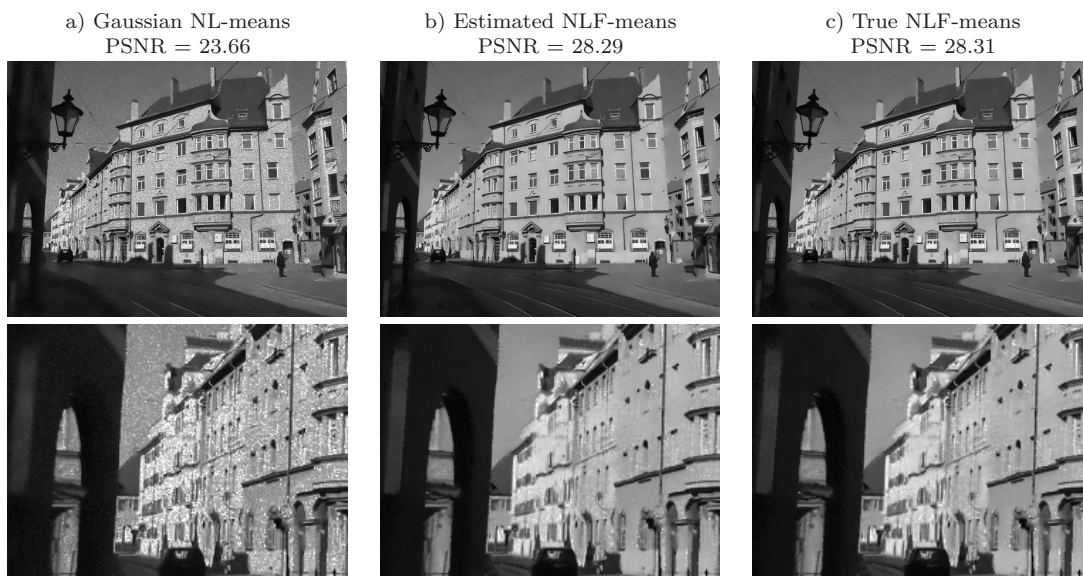 a) Gaussian NL-means
PSNR = 23.66
b) Estimated NLF-means
PSNR = 28.29
c) True NLF-means
PSNR = 28.31